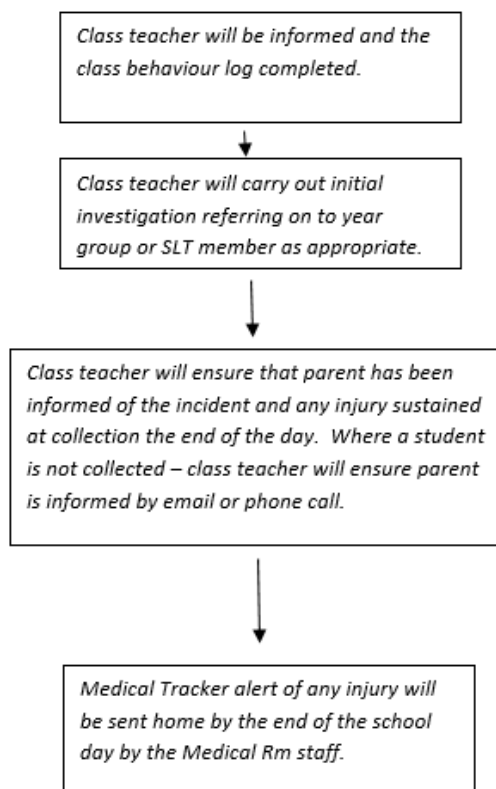 Class teacher will be informed and the
class behaviour log completed.
Class teacher will carry out initial
investigation referring on to year
group or SLT member as appropriate.
Class teacher will ensure that parent has been
informed of the incident and any injury sustained
at collection the end of the day.  Where a student
is not collected – class teacher will ensure parent
is informed by email or phone call.
Medical Tracker alert of any injury will
be sent home by the end of the school
day by the Medical Rm staff.